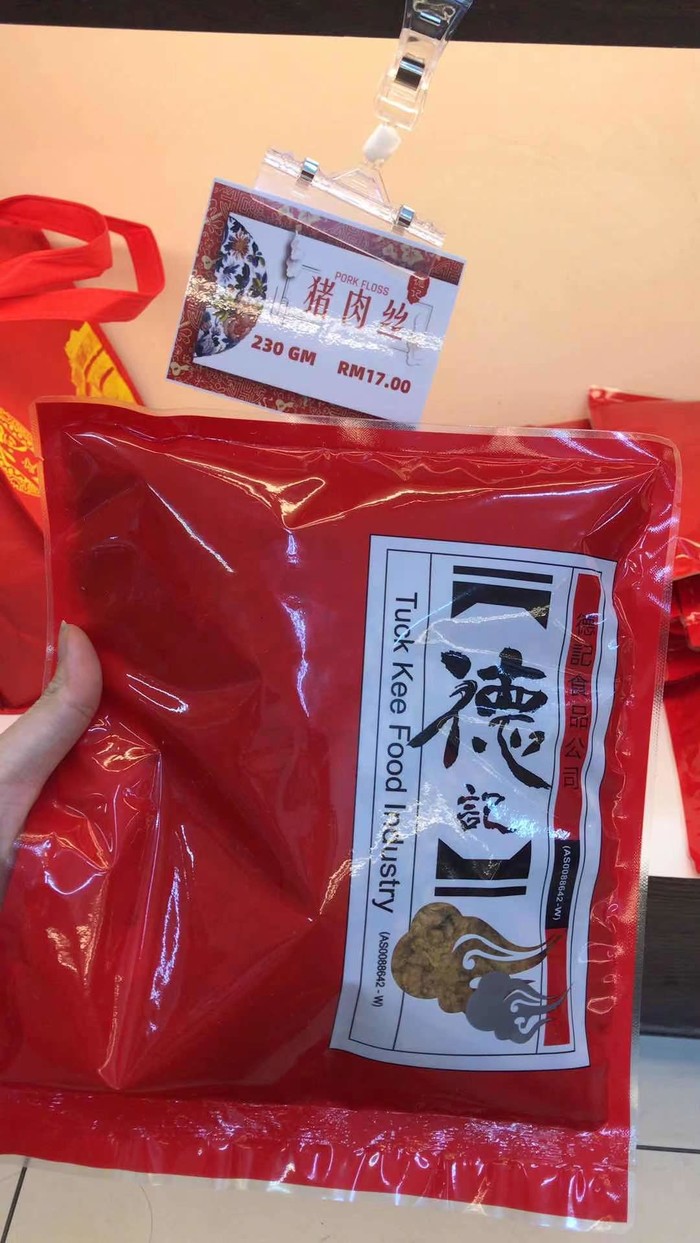 PORK FLOSS
猪肉丝
230 GM RM17.00
德記食品公司
(AS0088642-W)
德
記
Tuck Kee Food Industry
(AS0088642-W)